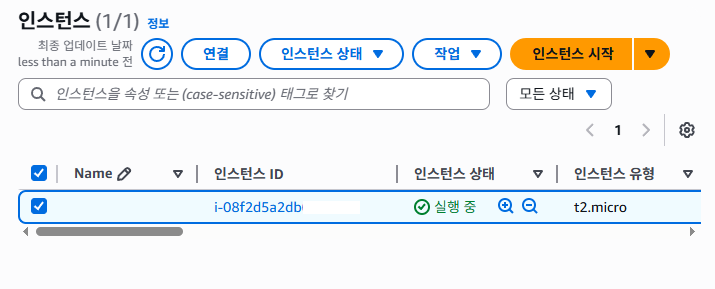 인스턴스 (1/1) 정보
최종 업데이트 날짜
less than a minute 전
연결 인스턴스 상태 작업 인스턴스 시작
인스턴스을 속성 또는 (case-sensitive) 태그로 찾기 모든 상태
1
Name 인스턴스 ID 인스턴스 상태 인스턴스 유형
i-08f2d5a2db 실행 중 t2.micro